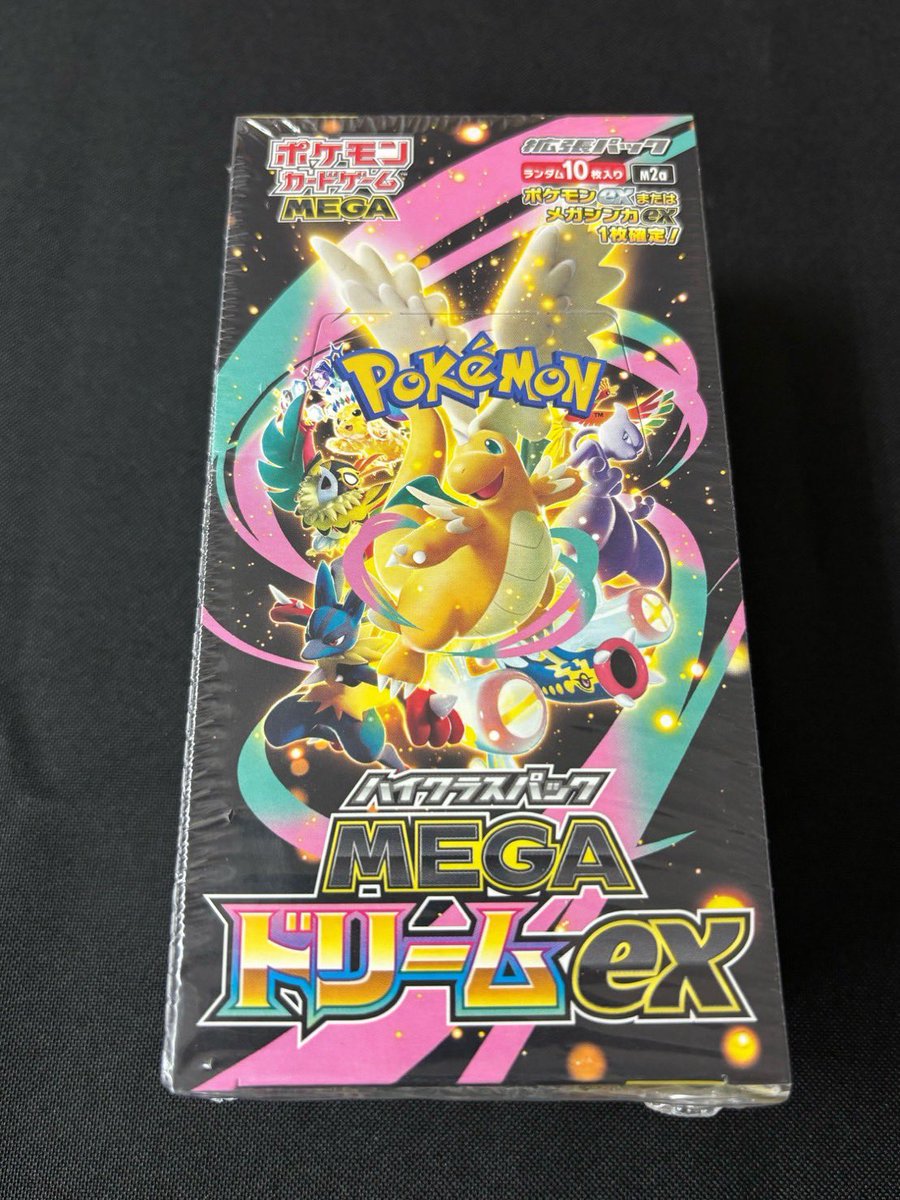 ポケモン
カードゲーム
MEGA
拡張パック
ランダム10枚入り M2a
ポケモンexまたは
メガシンカex
1枚確定!
POKéMON
TM
ハイクラスパック
MEGA
ドリームex